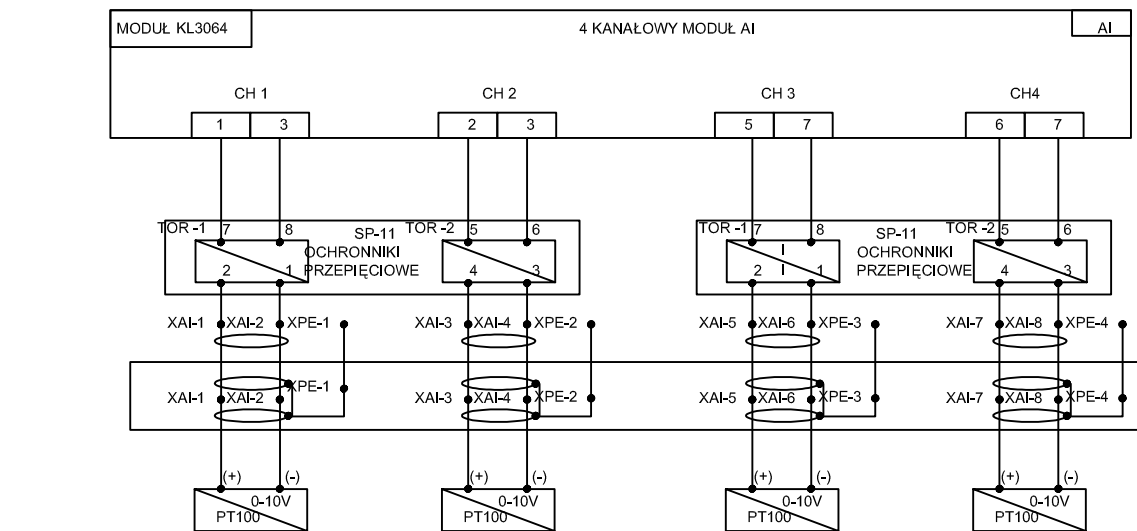 MODUŁ KL3064 4 KANAŁOWY MODUŁ AI AI
CH 1 CH 2 CH 3 CH4
1 3 2 3 5 7 6 7
TOR -1 7 8 TOR -2 5 6 TOR -1 7 8 TOR -2 5 6
SP-11 SP-11
OCHRONNIKI OCHRONNIKI
PRZEPIĘCIOWE PRZEPIĘCIOWE
2 1 4 3 2 1 4 3
XAI-1 XAI-2 XPE-1 XAI-3 XAI-4 XPE-2 XAI-5 XAI-6 XPE-3 XAI-7 XAI-8 XPE-4
XAI-1 XAI-2 XPE-1 XAI-3 XAI-4 XPE-2 XAI-5 XAI-6 XPE-3 XAI-7 XAI-8 XPE-4
(+) (-) (+) (-) (+) (-) (+) (-)
0-10V 0-10V 0-10V 0-10V
PT100 PT100 PT100 PT100